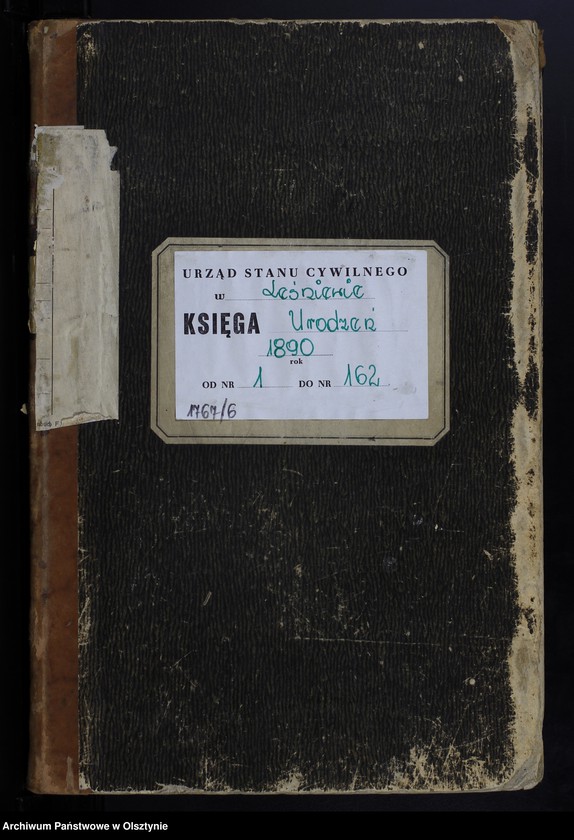 URZĄD STANU CYWILNEGO
w Leśniewie
KSIĘGA Urodzeń
1890
rok
OD NR 1 DO NR 162
1767/6
Archiwum Państwowe w Olsztynie